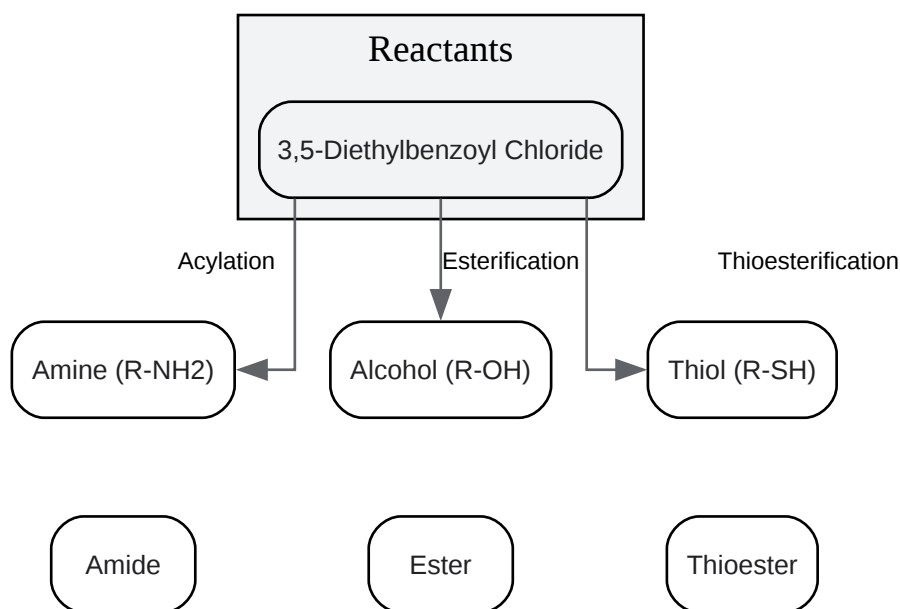 Reactants
3,5-Diethylbenzoyl Chloride
Acylation
Esterification
Thioesterification
Amine (R-NH2)
Alcohol (R-OH)
Thiol (R-SH)
Amide
Ester
Thioester